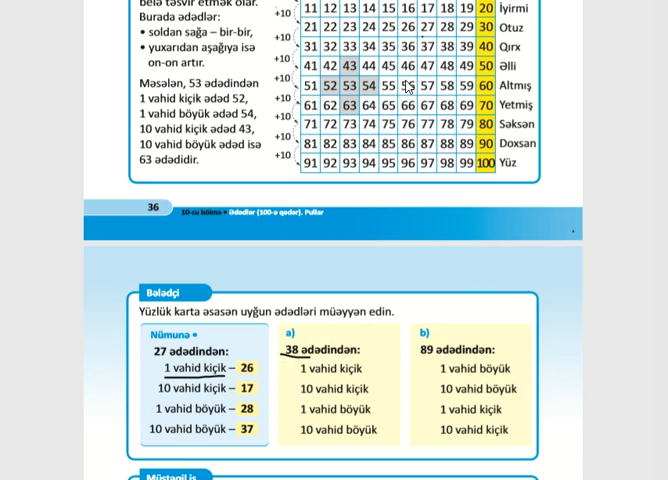 belə təsvir etmək olar.
Burada ədədlər:
• soldan sağa – bir-bir,
• yuxarıdan aşağıya isə
on-on artır.
Məsələn, 53 ədədindən
1 vahid kiçik ədəd 52,
1 vahid böyük ədəd 54,
10 vahid kiçik ədəd 43,
10 vahid böyük ədəd isə
63 ədədidir.
+10 11 12 13 14 15 16 17 18 19 20 İyirmi
+10 21 22 23 24 25 26 27 28 29 30 Otuz
+10 31 32 33 34 35 36 37 38 39 40 Qırx
+10 41 42 43 44 45 46 47 48 49 50 Əlli
+10 51 52 53 54 55 56 57 58 59 60 Altmış
+10 61 62 63 64 65 66 67 68 69 70 Yetmiş
+10 71 72 73 74 75 76 77 78 79 80 Səksən
+10 81 82 83 84 85 86 87 88 89 90 Doxsan
91 92 93 94 95 96 97 98 99 100 Yüz
36
10-cu bölmə • Ədədlər (100-ə qədər). Pullar
Bələdçi
Yüzlük karta əsasən uyğun ədədləri müəyyən edin.
Nümunə •
27 ədədindən:
1 vahid kiçik – 26
10 vahid kiçik – 17
1 vahid böyük – 28
10 vahid böyük – 37
a)
38 ədədindən:
1 vahid kiçik
10 vahid kiçik
1 vahid böyük
10 vahid böyük
b)
89 ədədindən:
1 vahid böyük
10 vahid böyük
1 vahid kiçik
10 vahid kiçik
Müstəqil iş